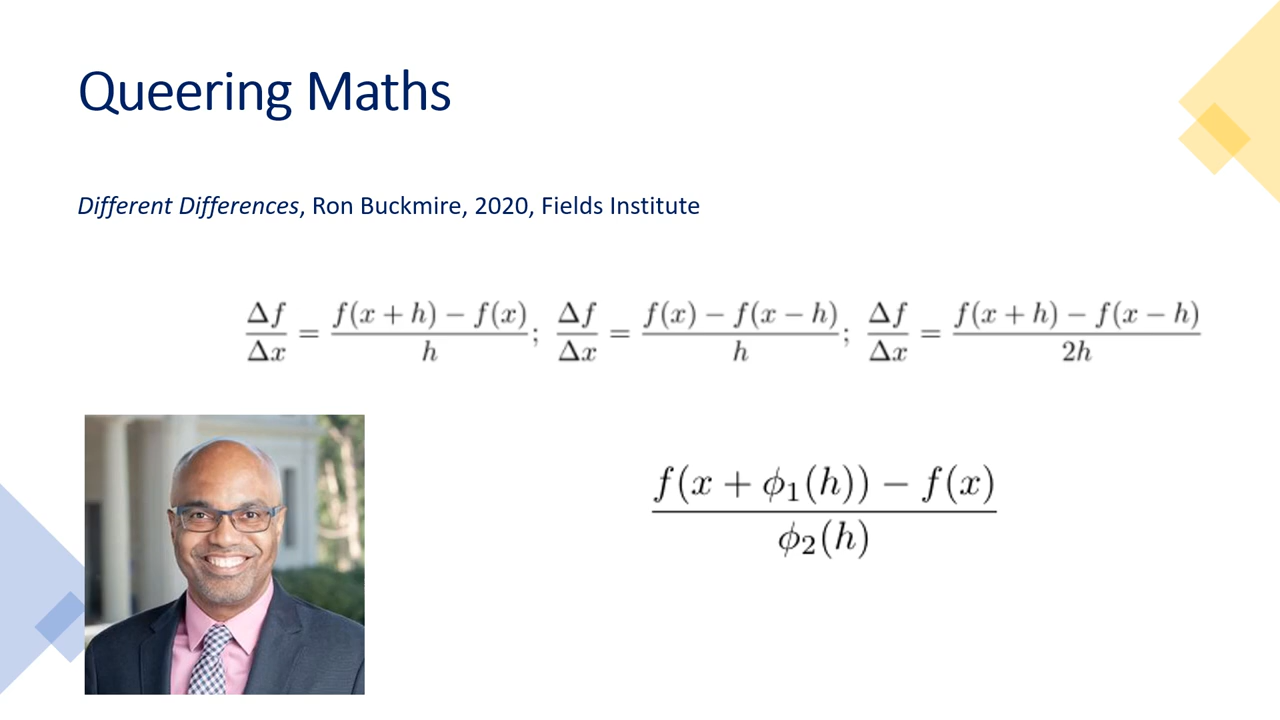 Queering Maths
Different Differences, Ron Buckmire, 2020, Fields Institute
Δf/Δx = (f(x + h) − f(x))/h; Δf/Δx = (f(x) − f(x − h))/h; Δf/Δx = (f(x + h) − f(x − h))/2h
f(x + ϕ₁(h)) − f(x)
ϕ₂(h)